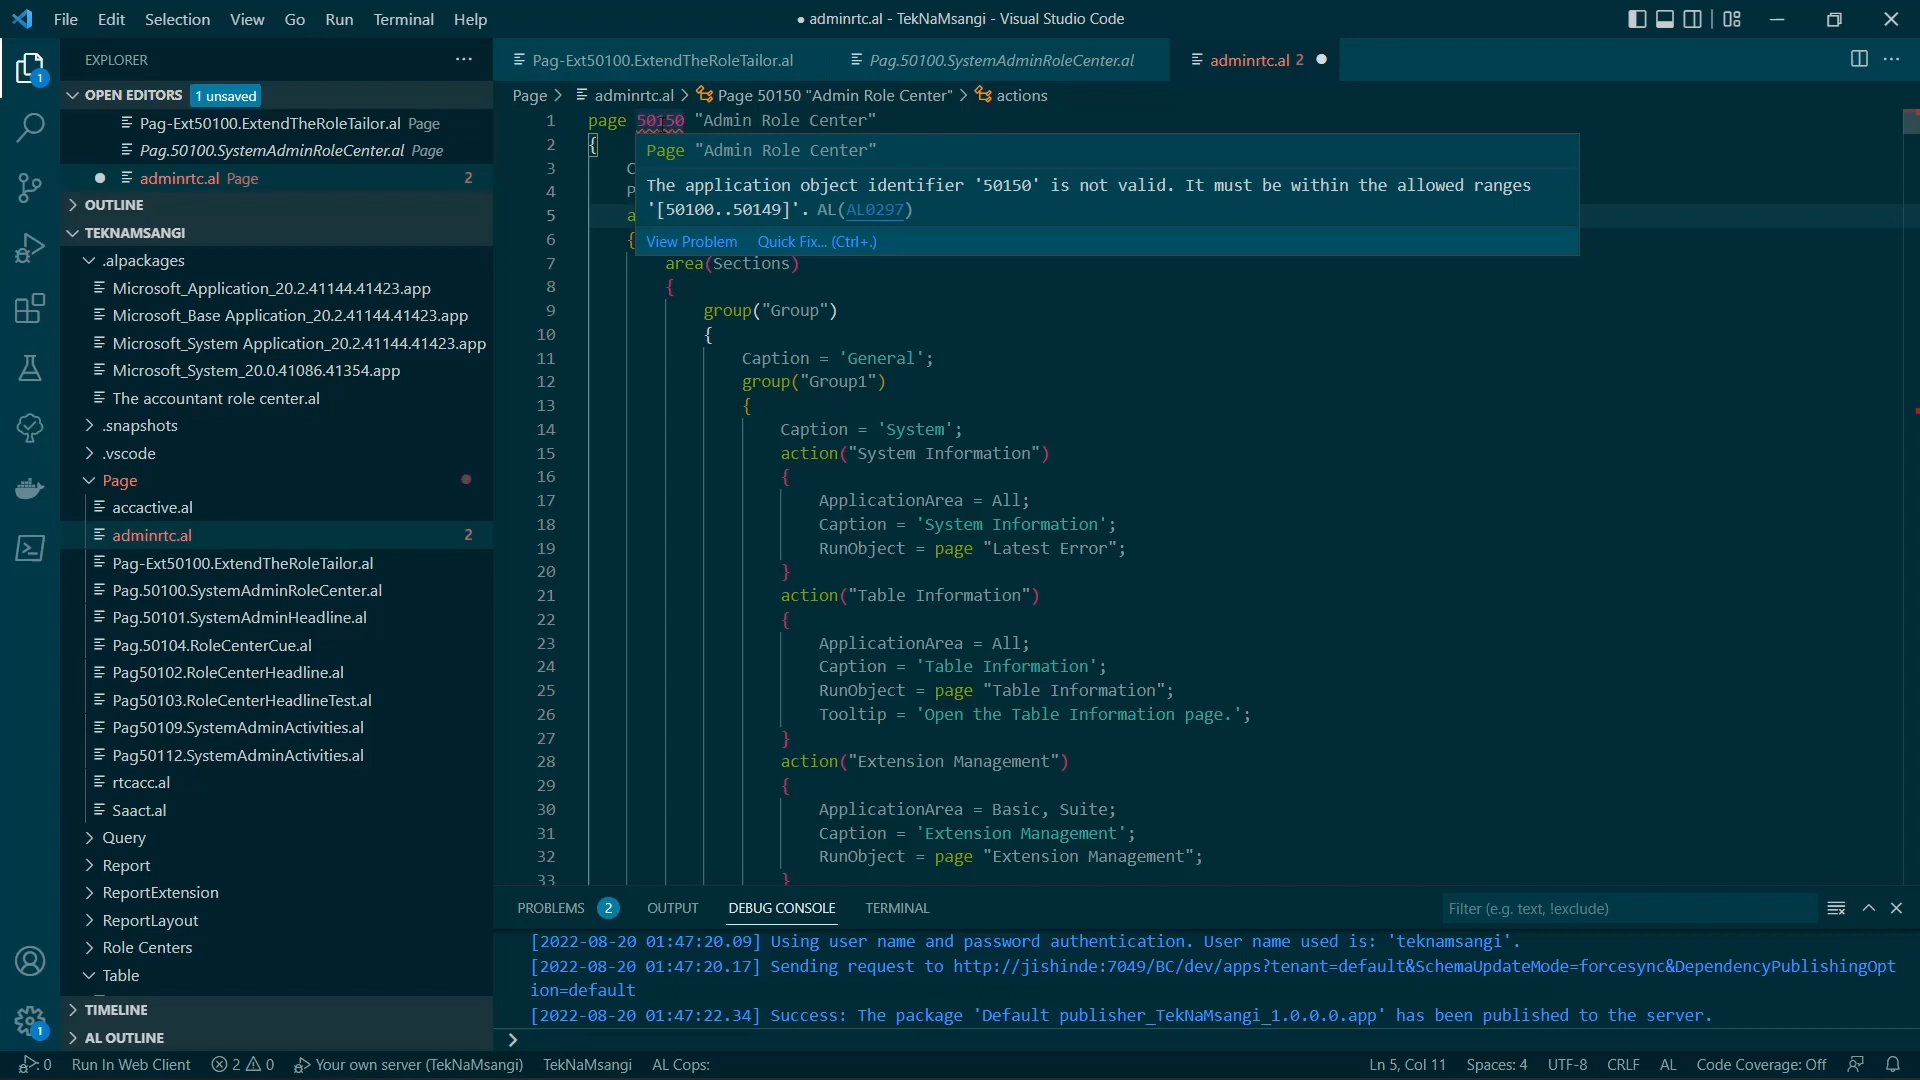 File Edit Selection View Go Run Terminal Help
● adminrtc.al - TekNaMsangi - Visual Studio Code
EXPLORER
OPEN EDITORS 1 unsaved
Pag-Ext50100.ExtendTheRoleTailor.al Page
Pag.50100.SystemAdminRoleCenter.al Page
adminrtc.al Page 2
OUTLINE
TEKNAMSANGI
.alpackages
Microsoft_Application_20.2.41144.41423.app
Microsoft_Base Application_20.2.41144.41423.app
Microsoft_System Application_20.2.41144.41423.app
Microsoft_System_20.0.41086.41354.app
The accountant role center.al
.snapshots
.vscode
Page
accactive.al
adminrtc.al 2
Pag-Ext50100.ExtendTheRoleTailor.al
Pag.50100.SystemAdminRoleCenter.al
Pag.50101.SystemAdminHeadline.al
Pag.50104.RoleCenterCue.al
Pag50102.RoleCenterHeadline.al
Pag50103.RoleCenterHeadlineTest.al
Pag50109.SystemAdminActivities.al
Pag50112.SystemAdminActivities.al
rtcacc.al
Saact.al
Query
Report
ReportExtension
ReportLayout
Role Centers
Table
TIMELINE
AL OUTLINE
1
1
Pag-Ext50100.ExtendTheRoleTailor.al Pag.50100.SystemAdminRoleCenter.al adminrtc.al 2 ●
Page > adminrtc.al > Page 50150 "Admin Role Center" > actions
1 page 50150 "Admin Role Center"
2 {
3 C
4 P
5 a
6 {
Page "Admin Role Center"
The application object identifier '50150' is not valid. It must be within the allowed ranges
'[50100..50149]'. AL(AL0297)
View Problem Quick Fix... (Ctrl+.)
7 area(Sections)
8 {
9 group("Group")
10 {
11 Caption = 'General';
12 group("Group1")
13 {
14 Caption = 'System';
15 action("System Information")
16 {
17 ApplicationArea = All;
18 Caption = 'System Information';
19 RunObject = page "Latest Error";
20 }
21 action("Table Information")
22 {
23 ApplicationArea = All;
24 Caption = 'Table Information';
25 RunObject = page "Table Information";
26 Tooltip = 'Open the Table Information page.';
27 }
28 action("Extension Management")
29 {
30 ApplicationArea = Basic, Suite;
31 Caption = 'Extension Management';
32 RunObject = page "Extension Management";
33 }
PROBLEMS 2 OUTPUT DEBUG CONSOLE TERMINAL Filter (e.g. text, !exclude)
[2022-08-20 01:47:20.09] Using user name and password authentication. User name used is: 'teknamsangi'.
[2022-08-20 01:47:20.17] Sending request to http://jishinde:7049/BC/dev/apps?tenant=default&SchemaUpdateMode=forcesync&DependencyPublishingOpt
ion=default
[2022-08-20 01:47:22.34] Success: The package 'Default publisher_TekNaMsangi_1.0.0.0.app' has been published to the server.
>
: 0 Run In Web Client 2 0 Your own server (TekNaMsangi) TekNaMsangi AL Cops: Ln 5, Col 11 Spaces: 4 UTF-8 CRLF AL Code Coverage: Off